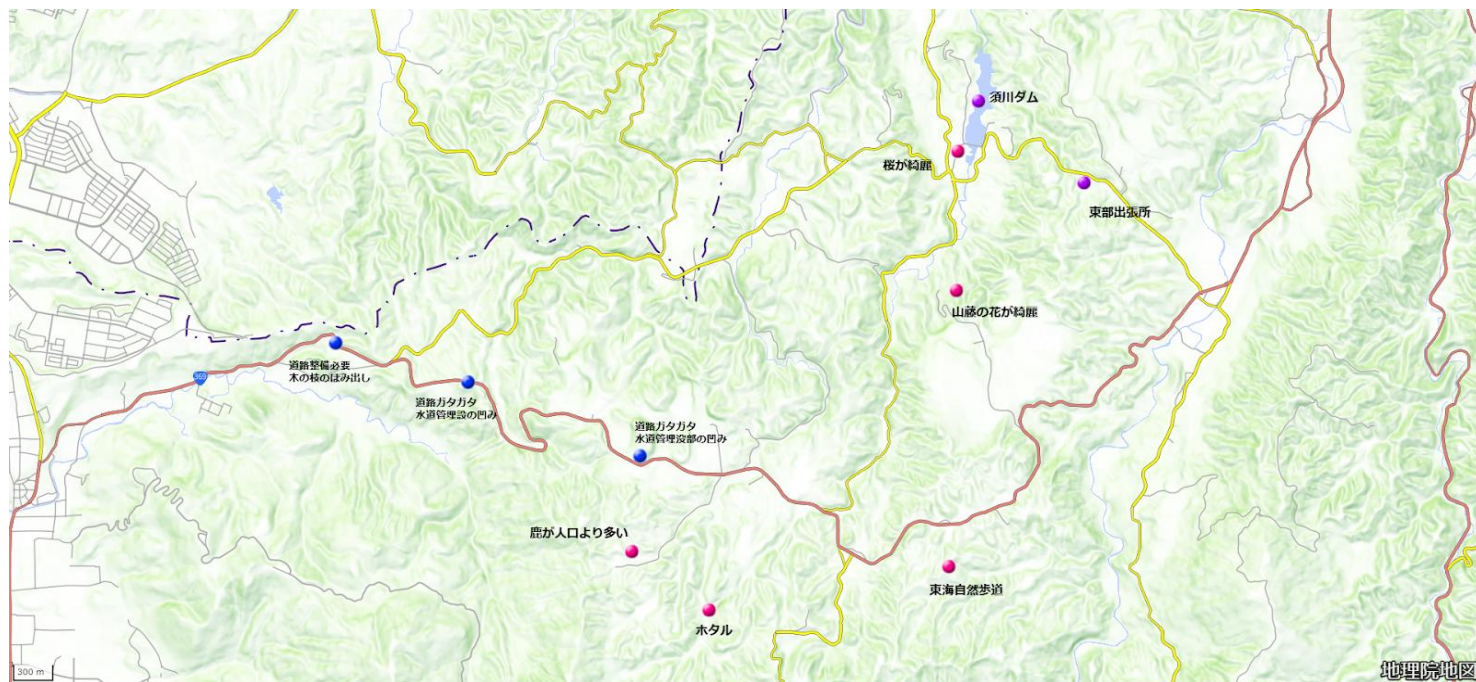 須川ダム
桜が綺麗
東部出張所
山藤の花が綺麗
道路整備必要
木の枝のはみ出し
369
道路ガタガタ
水道管埋設の凹み
道路ガタガタ
水道管埋没部の凹み
鹿が人口より多い
東海自然歩道
ホタル
300 m
地理院地図